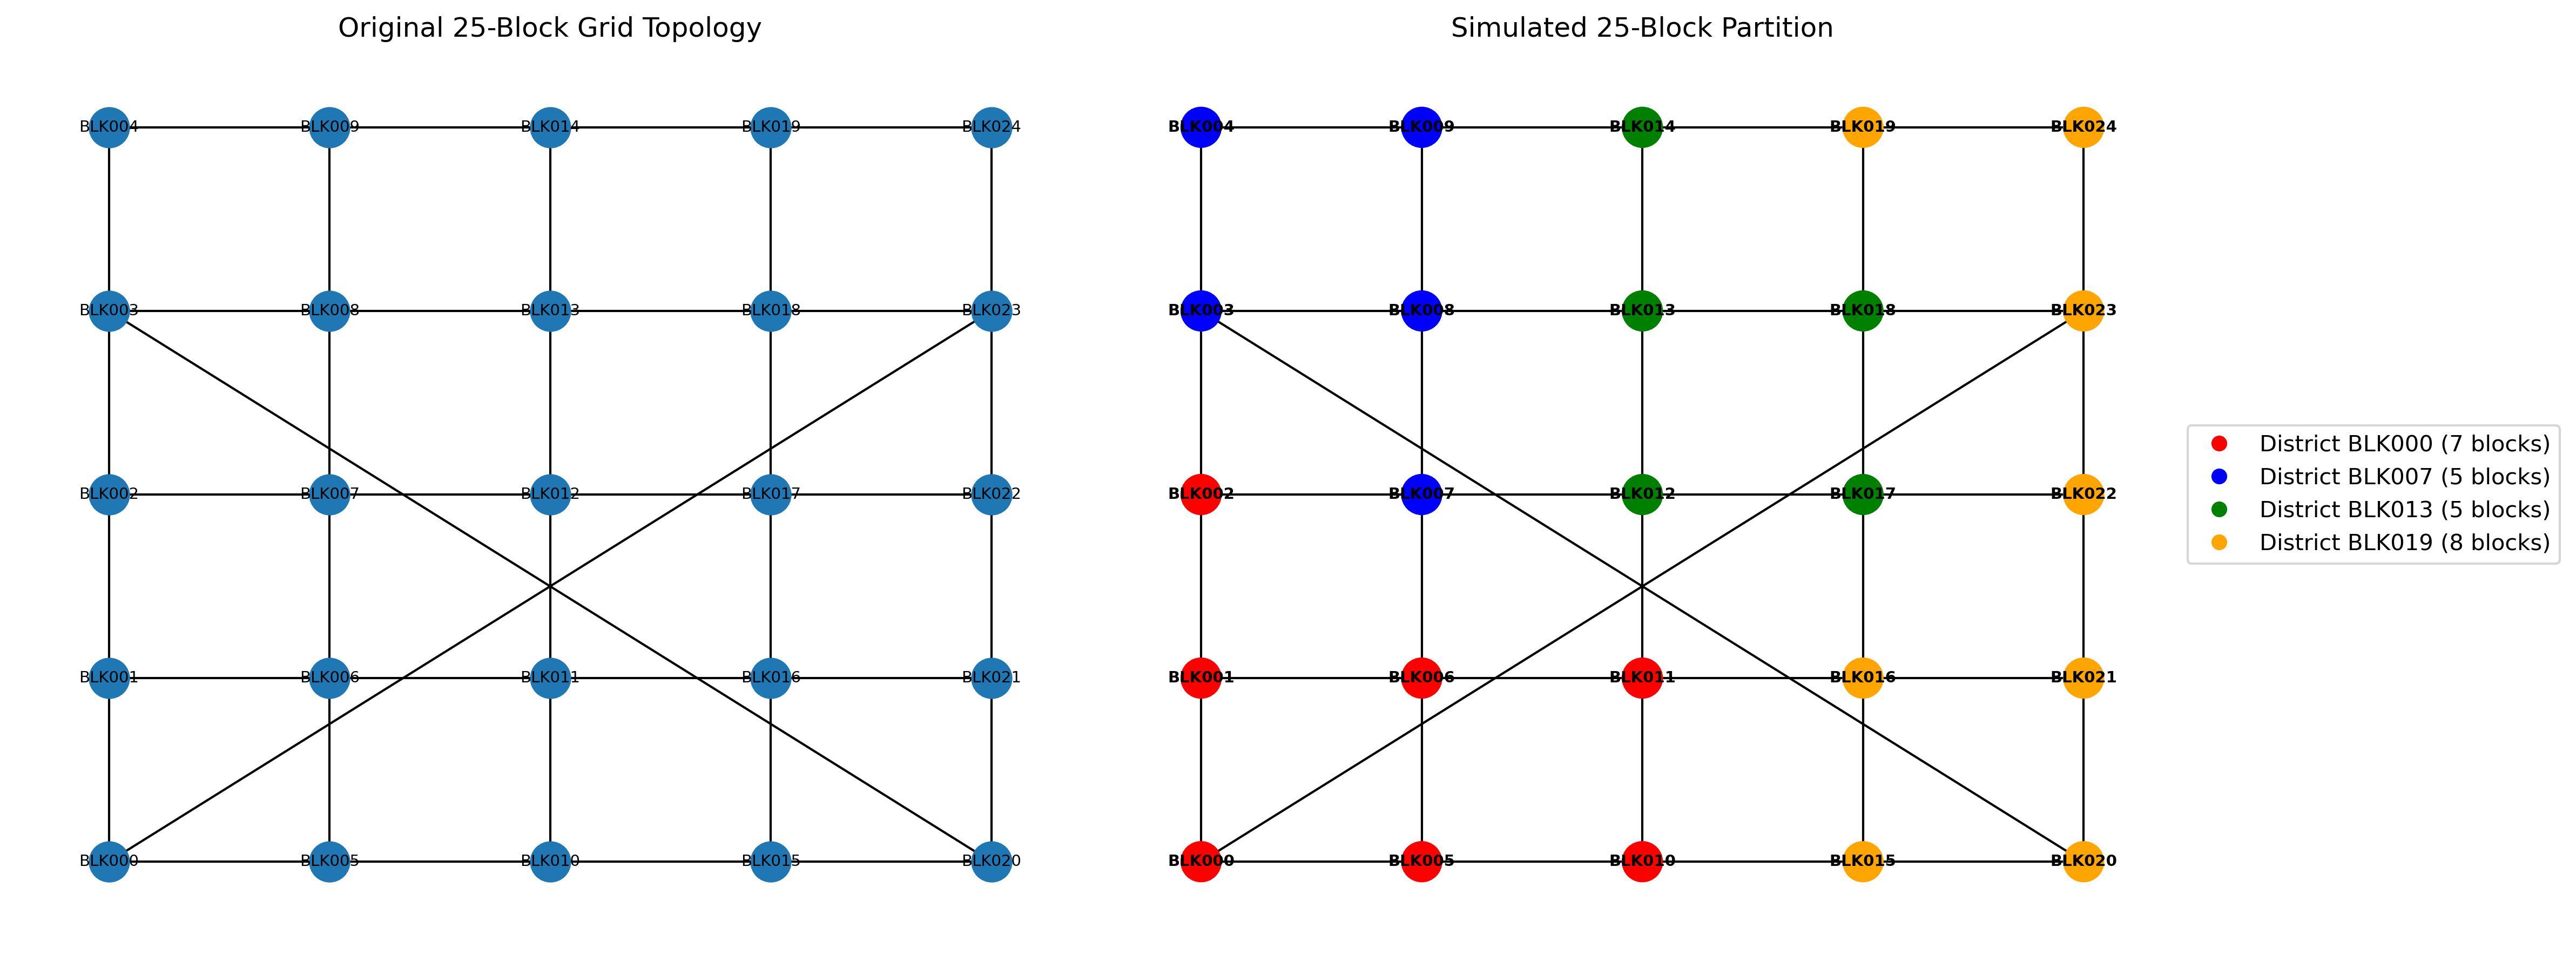 Original 25-Block Grid Topology
BLK004 BLK009 BLK014 BLK019 BLK024
BLK003 BLK008 BLK013 BLK018 BLK023
BLK002 BLK007 BLK012 BLK017 BLK022
BLK001 BLK006 BLK011 BLK016 BLK021
BLK000 BLK005 BLK010 BLK015 BLK020
Simulated 25-Block Partition
BLK004 BLK009 BLK014 BLK019 BLK024
BLK003 BLK008 BLK013 BLK018 BLK023
BLK002 BLK007 BLK012 BLK017 BLK022
BLK001 BLK006 BLK011 BLK016 BLK021
BLK000 BLK005 BLK010 BLK015 BLK020
District BLK000 (7 blocks)
District BLK007 (5 blocks)
District BLK013 (5 blocks)
District BLK019 (8 blocks)